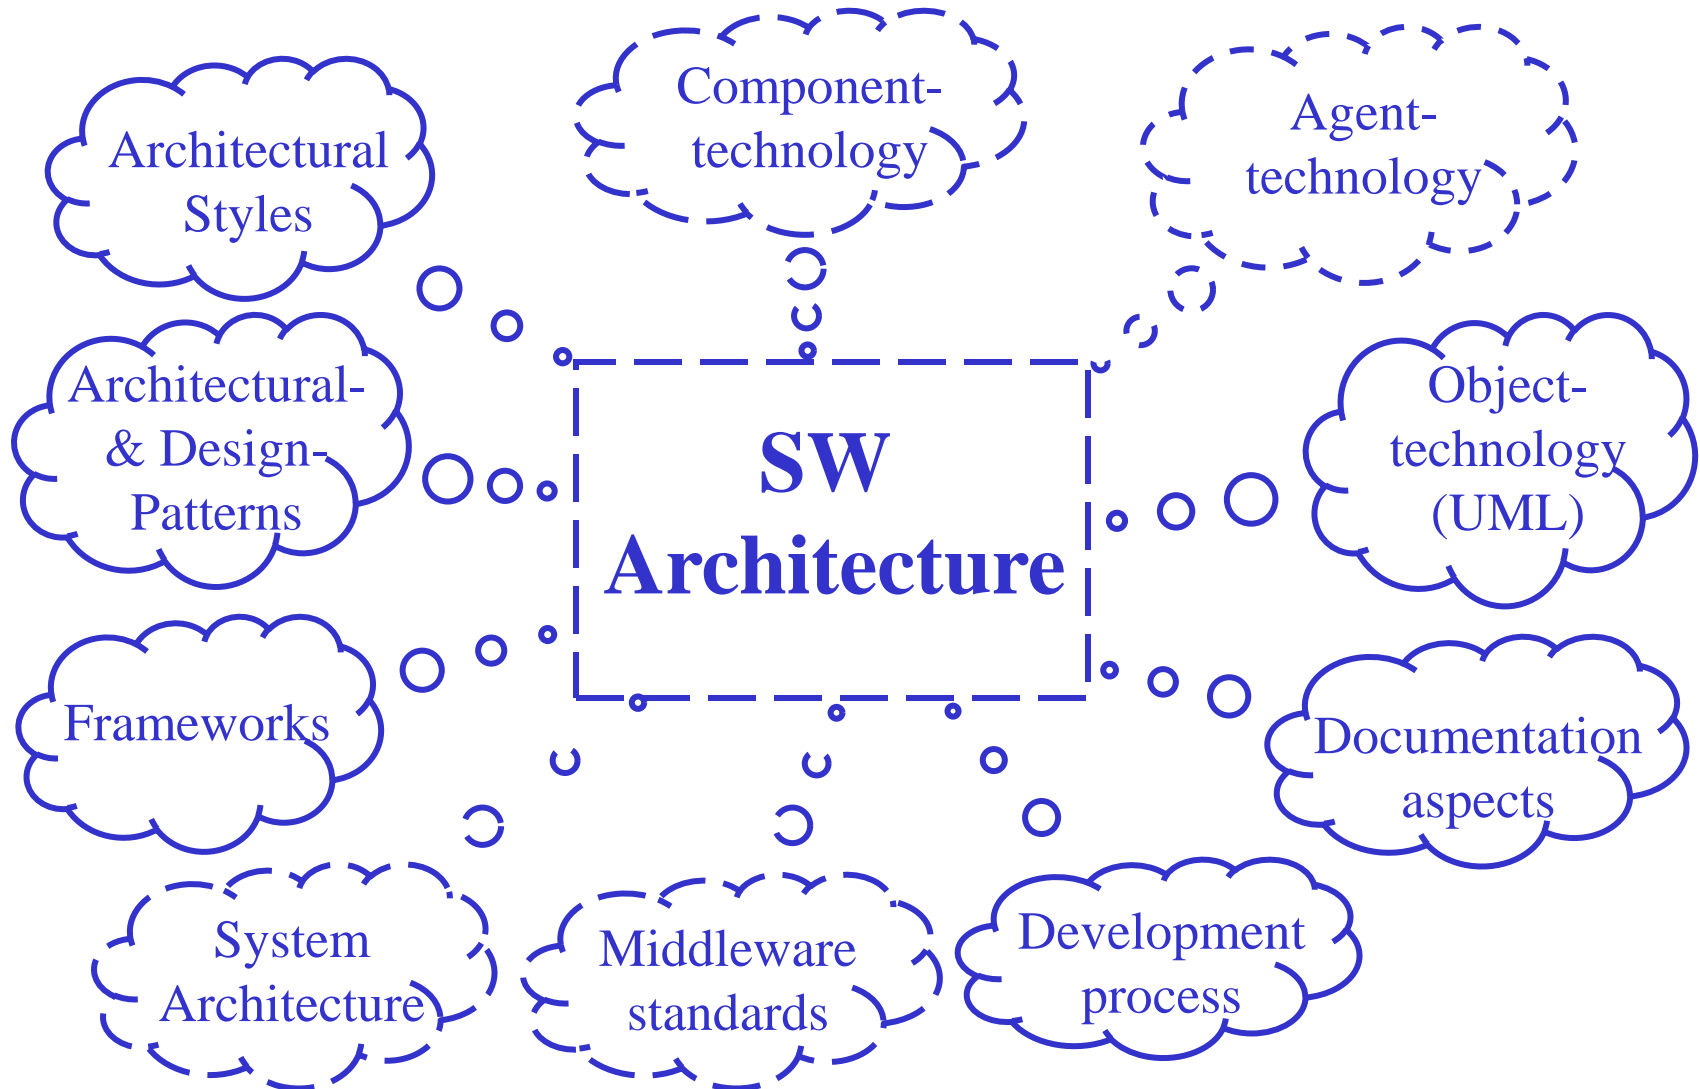 Component-
technology
Agent-
technology
Architectural
Styles
Architectural-
& Design-
Patterns
SW
Architecture
Object-
technology
(UML)
Frameworks
Documentation
aspects
System
Architecture
Middleware
standards
Development
process